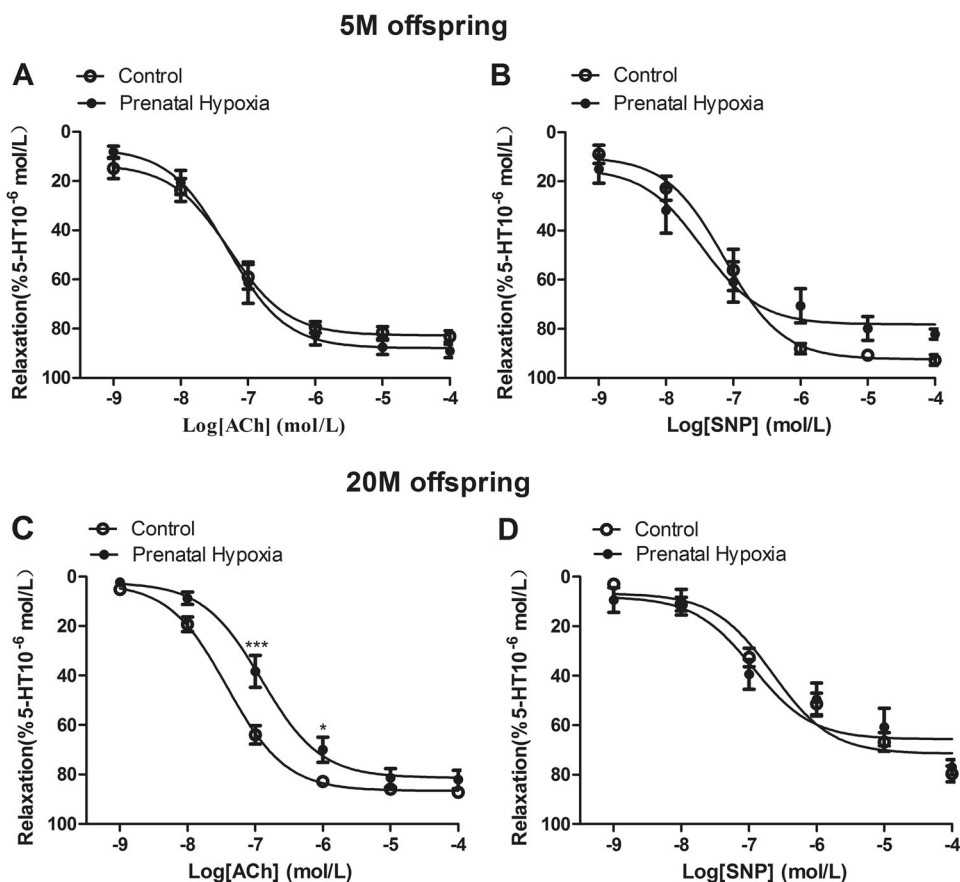 5M offspring
A
Control
Prenatal Hypoxia
Relaxation(%5-HT10-6 mol/L)
0
20
40
60
80
100
-9 -8 -7 -6 -5 -4
Log[ACh] (mol/L)
B
Control
Prenatal Hypoxia
Relaxation(%5-HT10-6 mol/L)
0
20
40
60
80
100
-9 -8 -7 -6 -5 -4
Log[SNP] (mol/L)
20M offspring
C
Control
Prenatal Hypoxia
Relaxation(%5-HT10-6 mol/L)
0
20
40
60
80
100
***
*
-9 -8 -7 -6 -5 -4
Log[ACh] (mol/L)
D
Control
Prenatal Hypoxia
Relaxation(%5-HT10-6 mol/L)
0
20
40
60
80
100
-9 -8 -7 -6 -5 -4
Log[SNP] (mol/L)